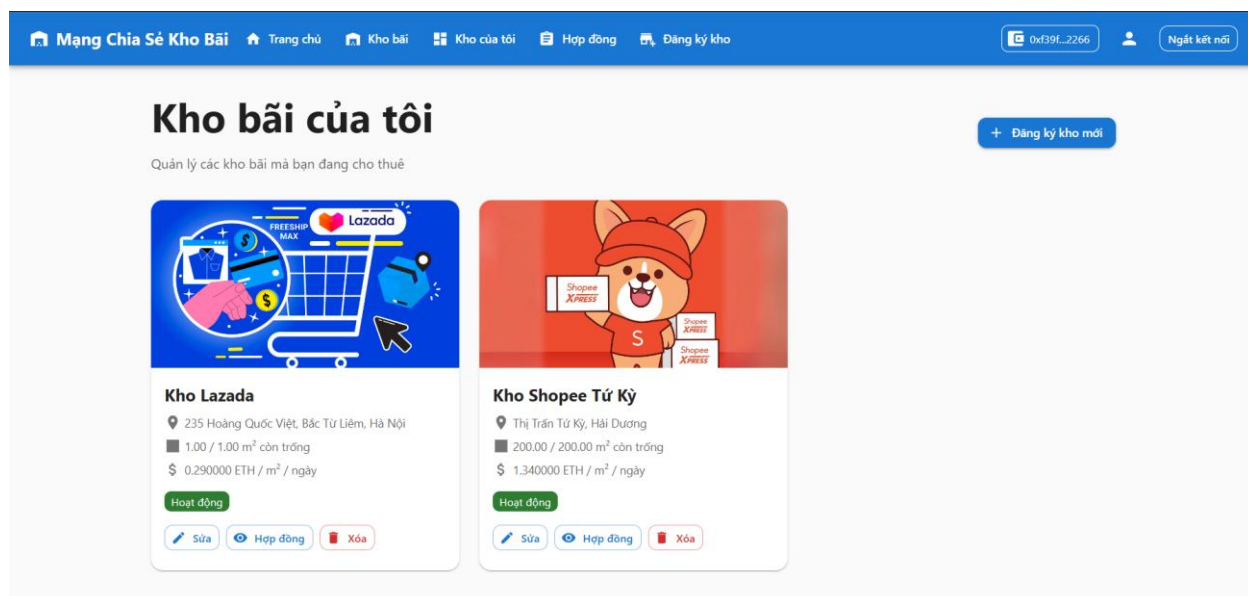 Mạng Chia Sẻ Kho Bãi Trang chủ Kho bãi Kho của tôi Hợp đồng Đăng ký kho 0xf39f...2266 Ngắt kết nối
Kho bãi của tôi
+ Đăng ký kho mới
Quản lý các kho bãi mà bạn đang cho thuê
FREESHIP
MAX
Lazada
Shopee
XPRESS
Shopee
XPRESS
S
Shopee
XPRESS
Kho Lazada
235 Hoàng Quốc Việt, Bắc Từ Liêm, Hà Nội
1.00 / 1.00 m² còn trống
$ 0.290000 ETH / m² / ngày
Hoạt động
Sửa Hợp đồng Xóa
Kho Shopee Tứ Kỳ
Thị Trấn Tứ Kỳ, Hải Dương
200.00 / 200.00 m² còn trống
$ 1.340000 ETH / m² / ngày
Hoạt động
Sửa Hợp đồng Xóa